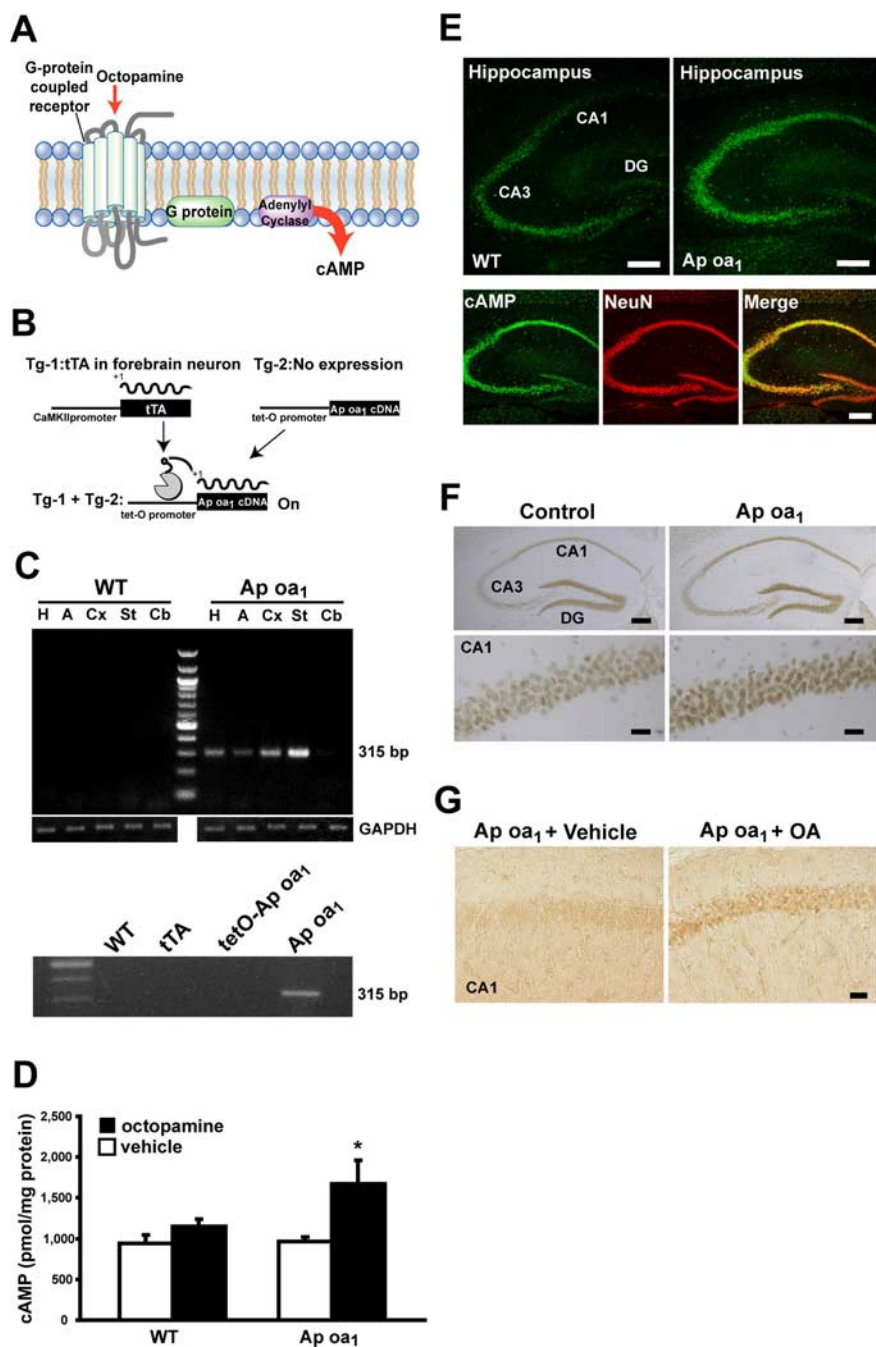 A
G-protein
coupled
receptor
Octopamine
G protein
Adenylyl
Cyclase
cAMP
B
Tg-1:tTA in forebrain neuron
Tg-2:No expression
+1
CaMKIIpromoter
tTA
tet-O promoter
Ap oa1 cDNA
+1
Tg-1 + Tg-2:
Ap oa1 cDNA
On
tet-O promoter
C
WT
Ap oa1
H A Cx St Cb
H A Cx St Cb
315 bp
GAPDH
WT
tTA
tetO-Ap oa1
Ap oa1
315 bp
D
cAMP (pmol/mg protein)
2,500
2,000
1,500
1,000
500
0
octopamine
vehicle
*
WT
Ap oa1
E
Hippocampus
CA1
DG
CA3
WT
Hippocampus
Ap oa1
cAMP
NeuN
Merge
F
Control
Ap oa1
CA1
CA3
DG
CA1
G
Ap oa1 + Vehicle
Ap oa1 + OA
CA1